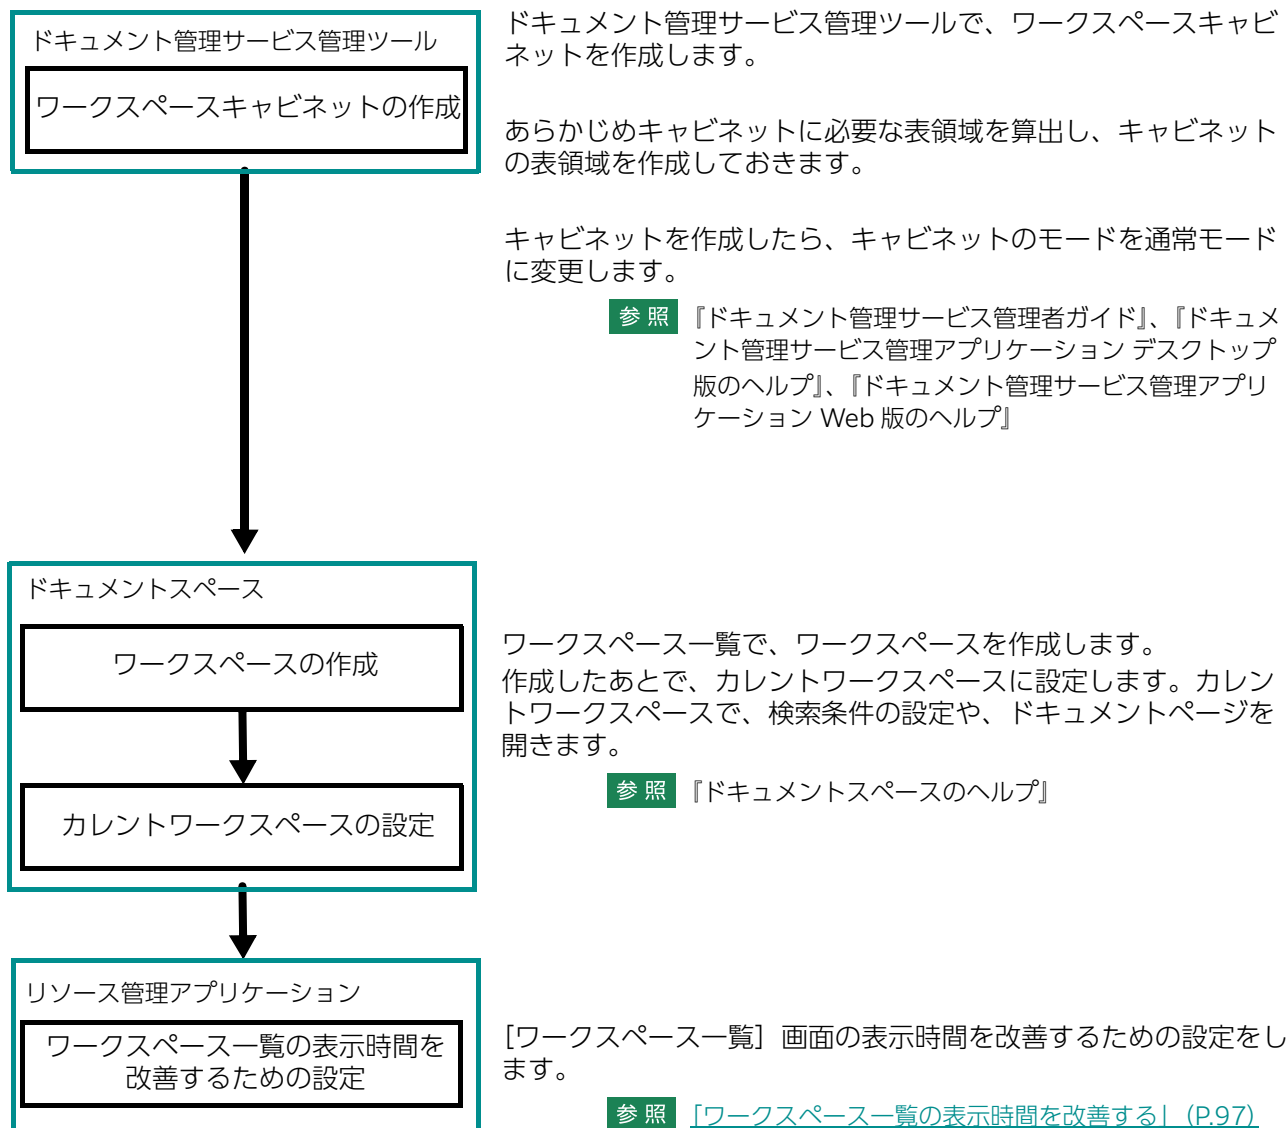 ドキュメント管理サービス管理ツール
ワークスペースキャビネットの作成
ドキュメント管理サービス管理ツールで、ワークスペースキャビ
ネットを作成します。
あらかじめキャビネットに必要な表領域を算出し、キャビネット
の表領域を作成しておきます。
キャビネットを作成したら、キャビネットのモードを通常モード
に変更します。
参照 『ドキュメント管理サービス管理者ガイド』、『ドキュメ
ント管理サービス管理アプリケーション デスクトップ
版のヘルプ』、『ドキュメント管理サービス管理アプリ
ケーション Web 版のヘルプ』
ドキュメントスペース
ワークスペースの作成
カレントワークスペースの設定
ワークスペース一覧で、ワークスペースを作成します。
作成したあとで、カレントワークスペースに設定します。カレン
トワークスペースで、検索条件の設定や、ドキュメントページを
開きます。
参照 『ドキュメントスペースのヘルプ』
リソース管理アプリケーション
ワークスペース一覧の表示時間を
改善するための設定
[ワークスペース一覧] 画面の表示時間を改善するための設定をし
ます。
参照 「ワークスペース一覧の表示時間を改善する」(P.97)